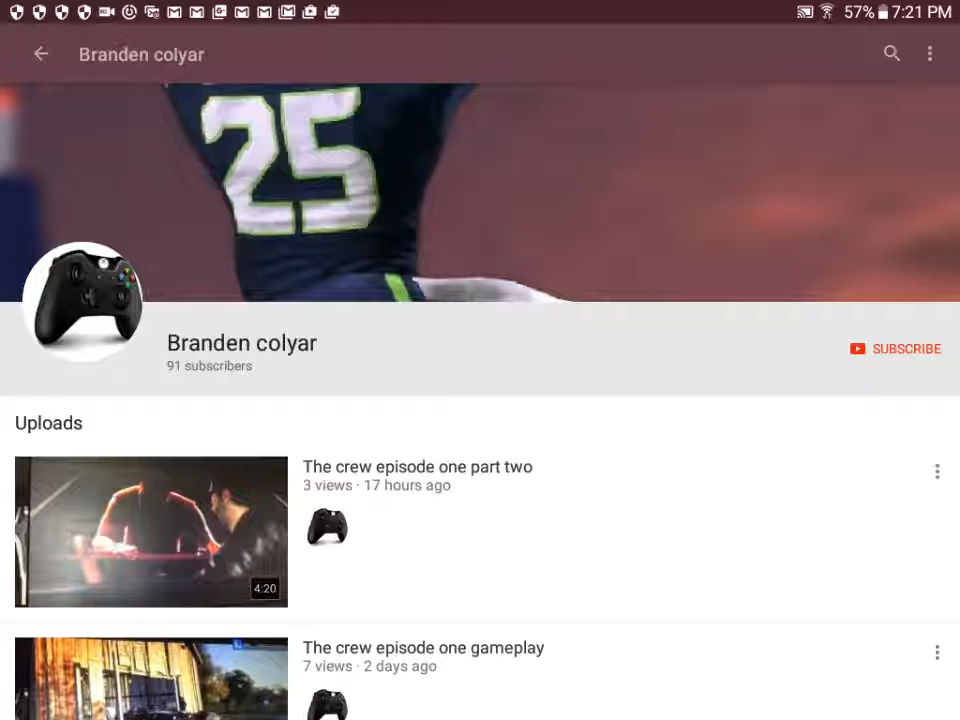 57% 7:21 PM
Branden colyar
25
Branden colyar
91 subscribers
SUBSCRIBE
Uploads
The crew episode one part two
3 views · 17 hours ago
4:20
The crew episode one gameplay
7 views · 2 days ago